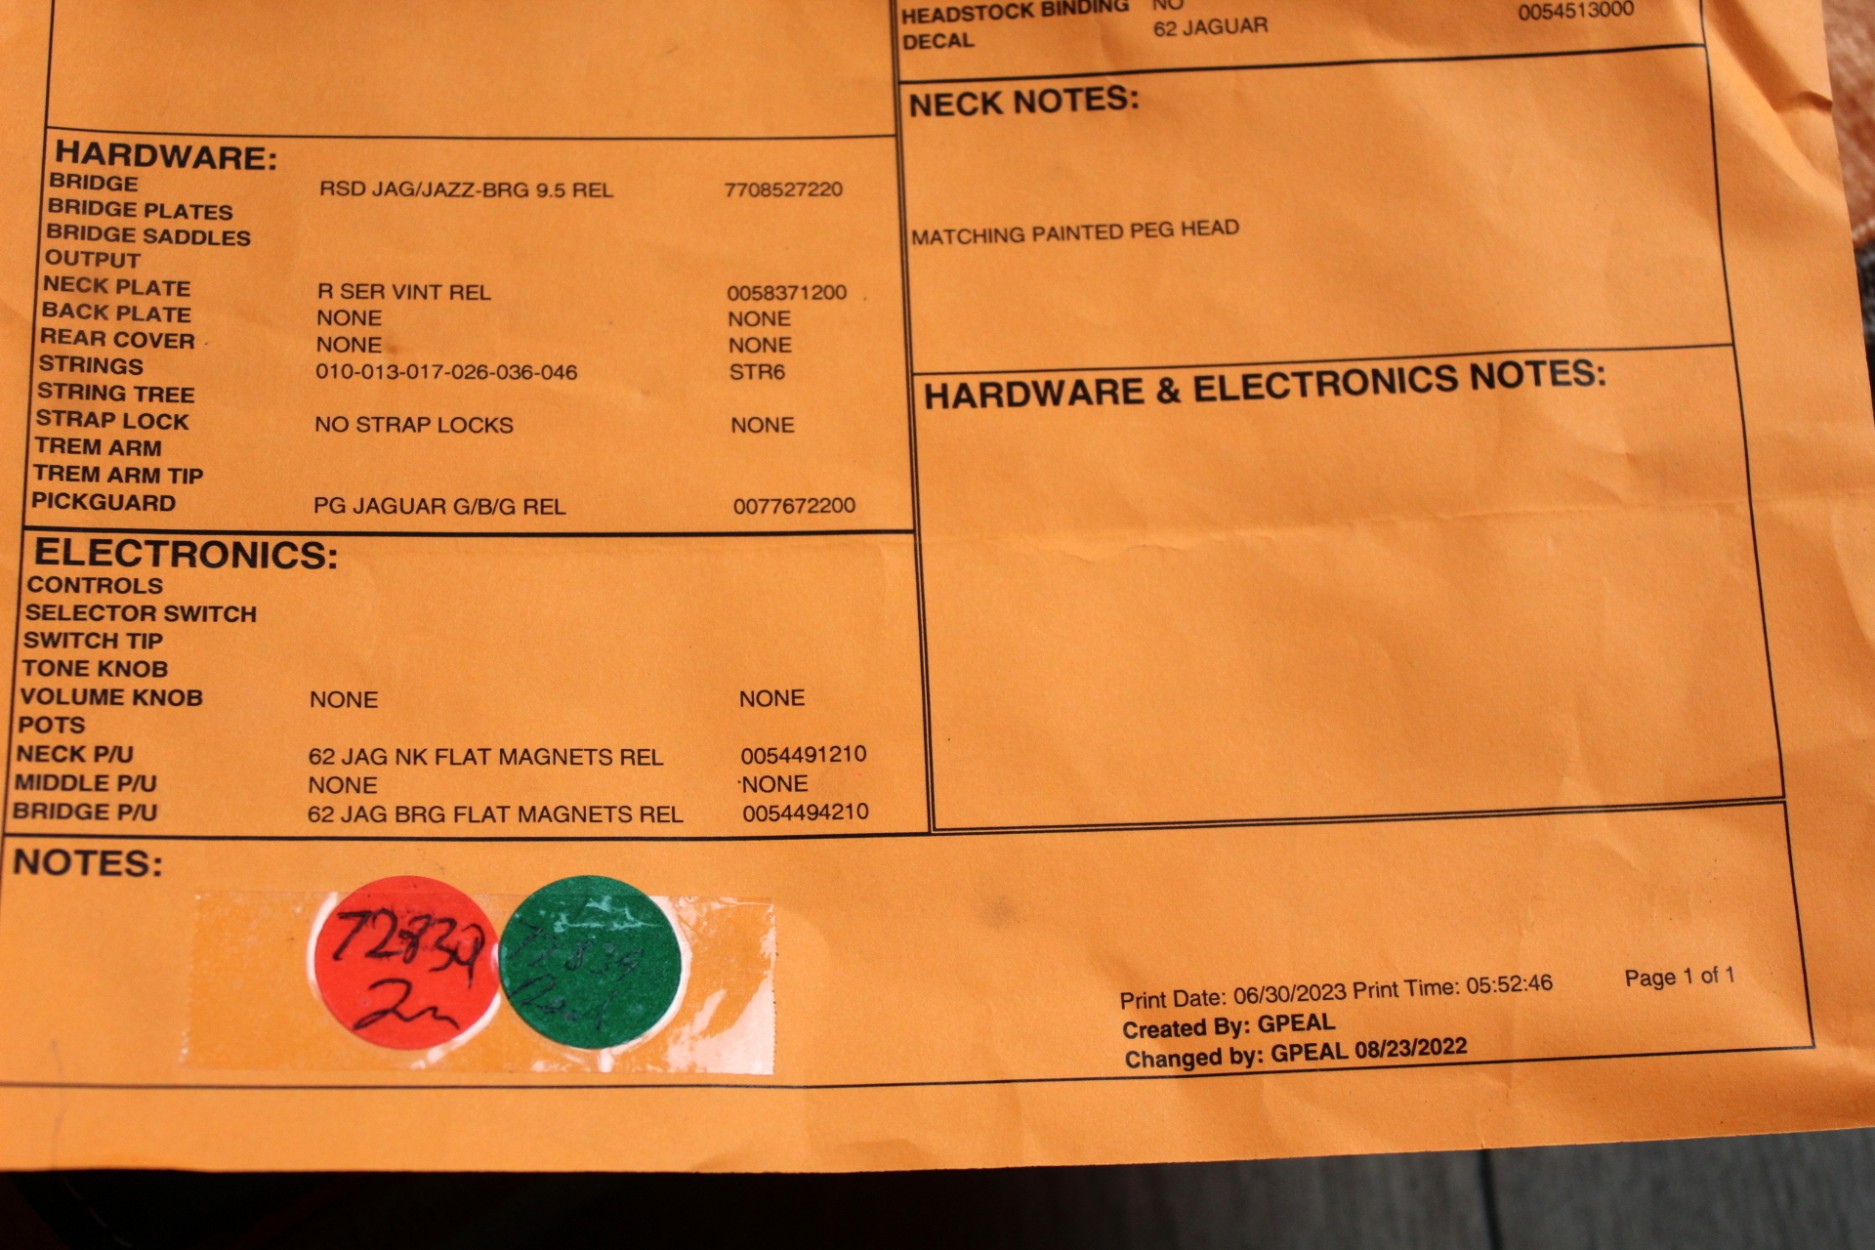 HEADSTOCK BINDING NO
DECAL 62 JAGUAR 0054513000
NECK NOTES:
MATCHING PAINTED PEG HEAD
HARDWARE & ELECTRONICS NOTES:
HARDWARE:
BRIDGE RSD JAG/JAZZ-BRG 9.5 REL 7708527220
BRIDGE PLATES
BRIDGE SADDLES
OUTPUT
NECK PLATE R SER VINT REL 0058371200
BACK PLATE NONE NONE
REAR COVER NONE NONE
STRINGS 010-013-017-026-036-046 STR6
STRING TREE
STRAP LOCK NO STRAP LOCKS NONE
TREM ARM
TREM ARM TIP
PICKGUARD PG JAGUAR G/B/G REL 0077672200
ELECTRONICS:
CONTROLS
SELECTOR SWITCH
SWITCH TIP
TONE KNOB
VOLUME KNOB NONE NONE
POTS
NECK P/U 62 JAG NK FLAT MAGNETS REL 0054491210
MIDDLE P/U NONE NONE
BRIDGE P/U 62 JAG BRG FLAT MAGNETS REL 0054494210
NOTES:
72839
72839
Print Date: 06/30/2023 Print Time: 05:52:46 Page 1 of 1
Created By: GPEAL
Changed by: GPEAL 08/23/2022